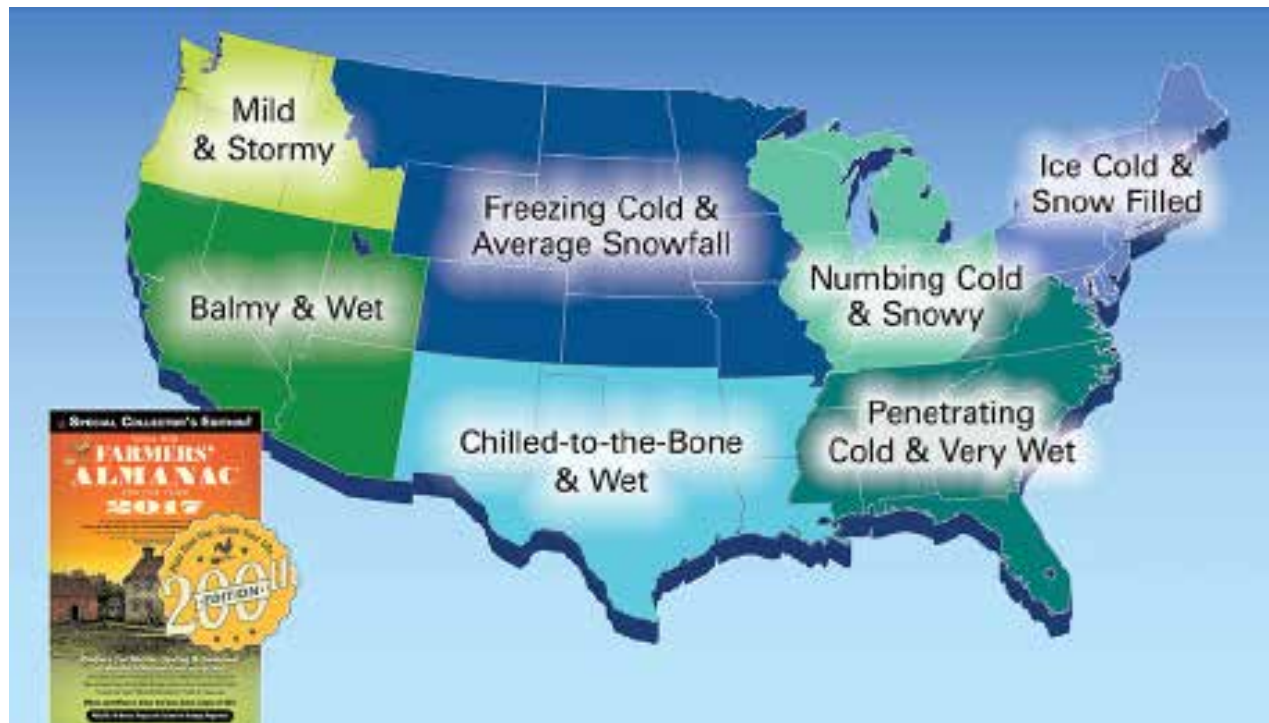 Mild
& Stormy
Freezing Cold &
Average Snowfall
Ice Cold &
Snow Filled
Balmy & Wet
Numbing Cold
& Snowy
Chilled-to-the-Bone
& Wet
Penetrating
Cold & Very Wet
SPECIAL COLLECTOR'S EDITION!
FARMERS'
ALMANAC
2017
200th
EDITION